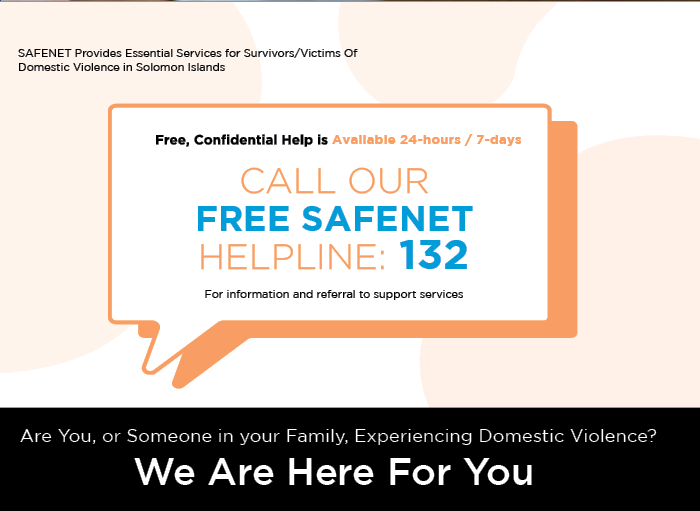 SAFENET Provides Essential Services for Survivors/Victims Of
Domestic Violence in Solomon Islands
Free, Confidential Help is Available 24-hours / 7-days
CALL OUR
FREE SAFENET
HELPLINE: 132
For information and referral to support services
Are You, or Someone in your Family, Experiencing Domestic Violence?
We Are Here For You